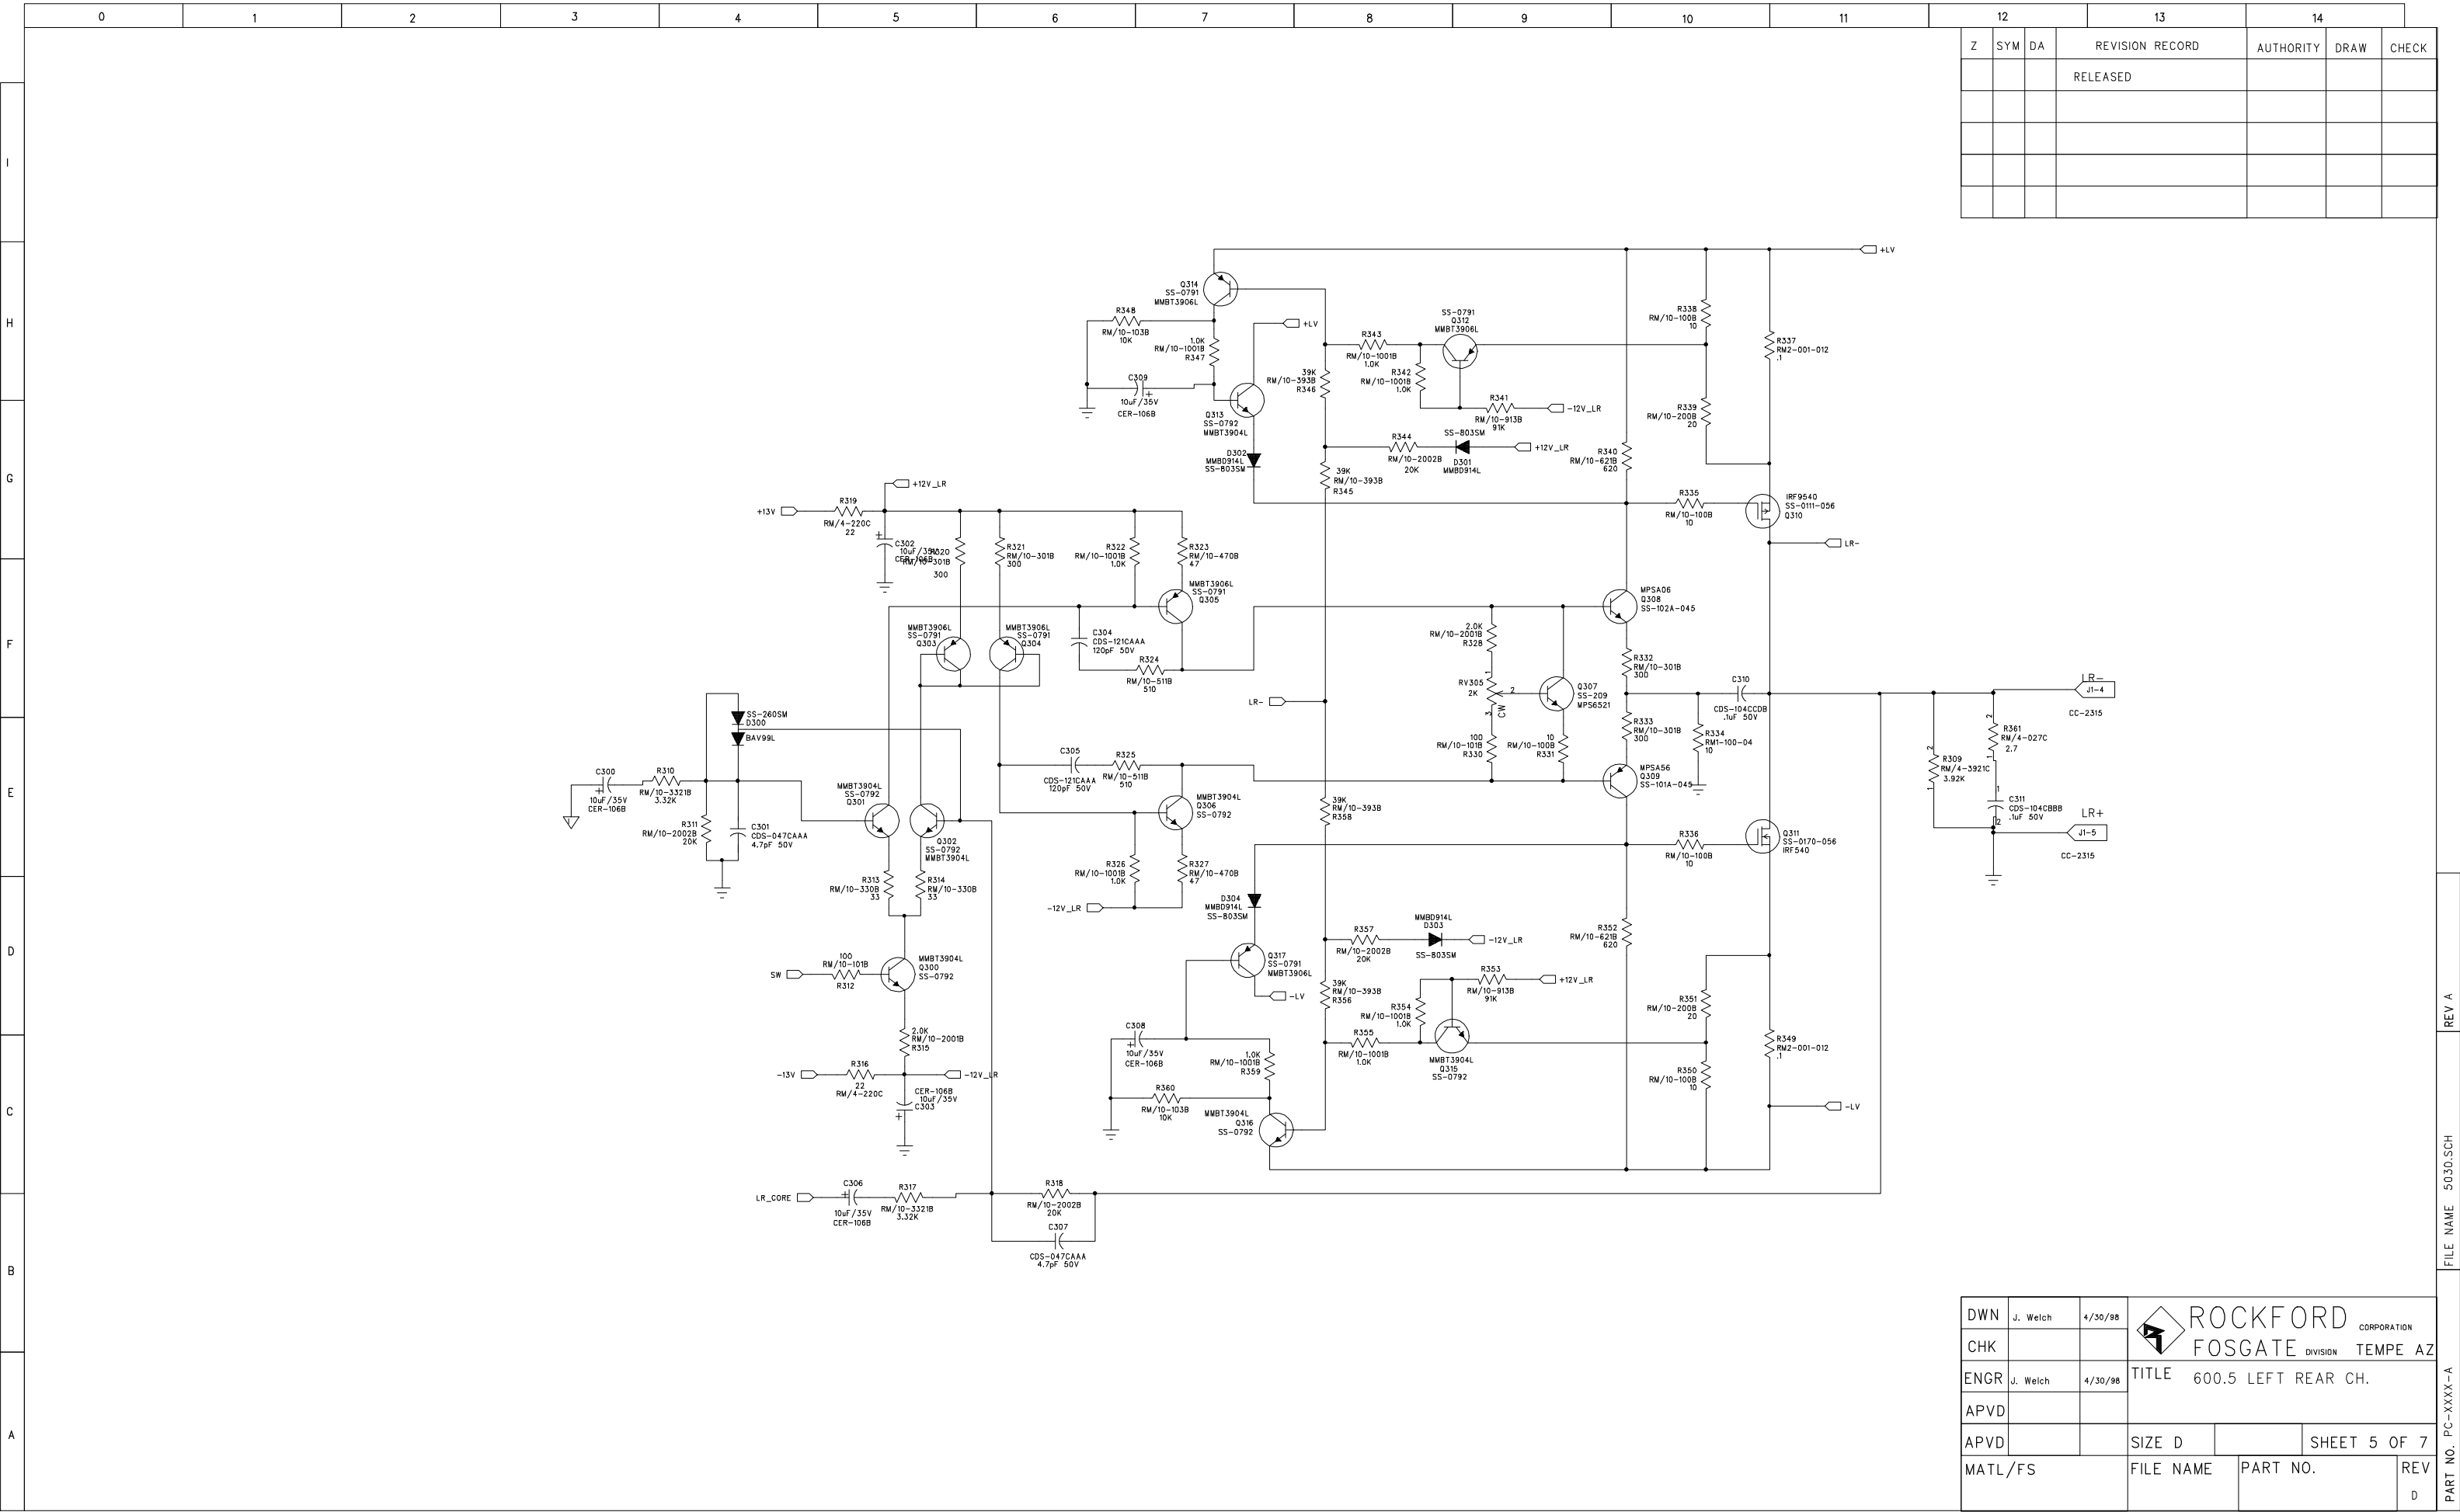 0 1 2 3 4 5 6 7 8 9 10 11 12 13 14
Z SYM DA REVISION RECORD AUTHORITY DRAW CHECK
RELEASED
I
H
G
F
E
D
C
B
A
+LV
Q314
SS-0791
MMBT3906L
R348
RM/10-103B
10K
1.0K
RM/10-1001B
R347
+LV
C309
+
10uF/35V
CER-106B
Q313
SS-0792
MMBT3904L
D302
MMBD914L
SS-803SM
R343
RM/10-1001B
1.0K
SS-0791
Q312
MMBT3906L
39K
RM/10-393B
R346
R342
RM/10-1001B
1.0K
R341
RM/10-913B
91K
-12V_LR
R344
RM/10-2002B
20K
SS-803SM
D301
MMBD914L
+12V_LR
39K
RM/10-393B
R345
R338
RM/10-100B
10
R337
RM2-001-012
.1
R339
RM/10-200B
20
R340
RM/10-621B
620
R335
RM/10-100B
10
IRF9540
SS-0111-056
Q310
LR-
+13V
R319
RM/4-220C
22
+12V_LR
+
C302
10uF/35V
CER-106B
R320
RM/10-301B
300
R321
RM/10-301B
300
R322
RM/10-1001B
1.0K
R323
RM/10-470B
47
MMBT3906L
SS-0791
Q305
MMBT3906L
SS-0791
Q303
MMBT3906L
SS-0791
Q304
C304
CDS-121CAAA
120pF 50V
R324
RM/10-511B
510
LR-
2.0K
RM/10-2001B
R328
RV305
2K
1
2
3
CW
Q307
SS-209
MPS6521
100
RM/10-101B
R330
10
RM/10-100B
R331
MPSA06
Q308
SS-102A-045
R332
RM/10-301B
300
R333
RM/10-301B
300
MPSA56
Q309
SS-101A-045
C310
CDS-104CCDB
.1uF 50V
R334
RM1-100-04
10
LR-
J1-4
CC-2315
2
R361
RM/4-027C
2.7
1
2
R309
RM/4-3921C
3.92K
1
1
C311
CDS-104CBBB
.1uF 50V
2
LR+
J1-5
CC-2315
SS-260SM
D300
BAV99L
C300
+
10uF/35V
CER-106B
R310
RM/10-3321B
3.32K
R311
RM/10-2002B
20K
C301
CDS-047CAAA
4.7pF 50V
MMBT3904L
SS-0792
Q301
Q302
SS-0792
MMBT3904L
R313
RM/10-330B
33
R314
RM/10-330B
33
C305
CDS-121CAAA
120pF 50V
R325
RM/10-511B
510
MMBT3904L
Q306
SS-0792
R326
RM/10-1001B
1.0K
R327
RM/10-470B
47
-12V_LR
39K
RM/10-393B
R358
R336
RM/10-100B
10
Q311
SS-0170-056
IRF540
D304
MMBD914L
SS-803SM
R357
RM/10-2002B
20K
MMBD914L
D303
SS-803SM
-12V_LR
R352
RM/10-621B
620
SW
100
RM/10-101B
R312
MMBT3904L
Q300
SS-0792
Q317
SS-0791
MMBT3906L
-LV
39K
RM/10-393B
R356
R354
RM/10-1001B
1.0K
R353
RM/10-913B
91K
+12V_LR
R351
RM/10-200B
20
R355
RM/10-1001B
1.0K
MMBT3904L
Q315
SS-0792
R349
RM2-001-012
.1
R350
RM/10-100B
10
-LV
2.0K
RM/10-2001B
R315
-13V
R316
22
RM/4-220C
-12V_LR
CER-106B
10uF/35V
C303
+
C308
+
10uF/35V
CER-106B
1.0K
RM/10-1001B
R359
R360
RM/10-103B
10K
MMBT3904L
Q316
SS-0792
LR_CORE
C306
+
10uF/35V
CER-106B
R317
RM/10-3321B
3.32K
R318
RM/10-2002B
20K
C307
CDS-047CAAA
4.7pF 50V
REV A
FILE NAME 5030.SCH
PART NO. PC-XXX-A
DWN J. Welch 4/30/98
CHK
ENGR J. Welch 4/30/98
APVD
APVD
MATL/FS
ROCKFORD CORPORATION
FOSGATE DIVISION TEMPE AZ
TITLE 600.5 LEFT REAR CH.
SIZE D SHEET 5 OF 7
FILE NAME PART NO. REV
D